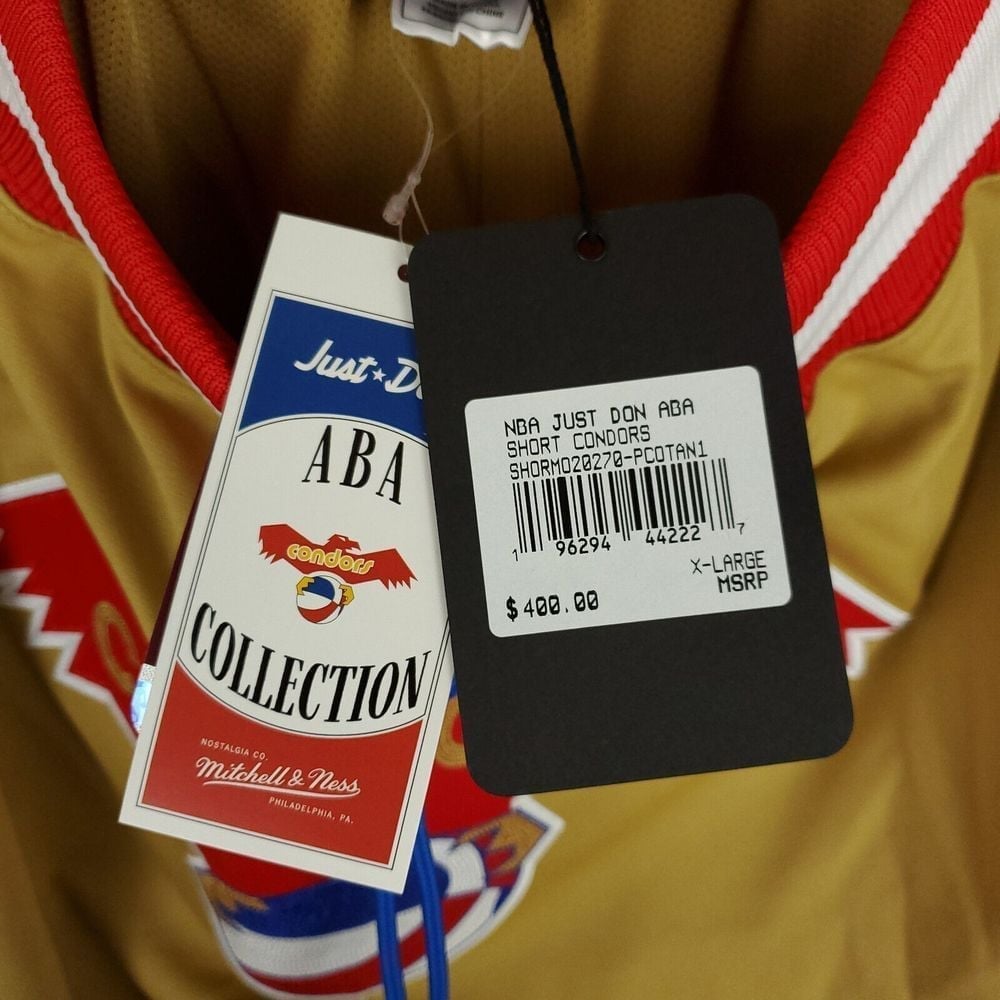 Just★D
ABA
condors
COLLECTION
NOSTALGIA CO.
Mitchell & Ness
PHILADELPHIA, PA.
NBA JUST DON ABA
SHORT CONDORS
SHORMO20270-PCOTAN1
1 96294 44222 7
X-LARGE
MSRP
$400.00